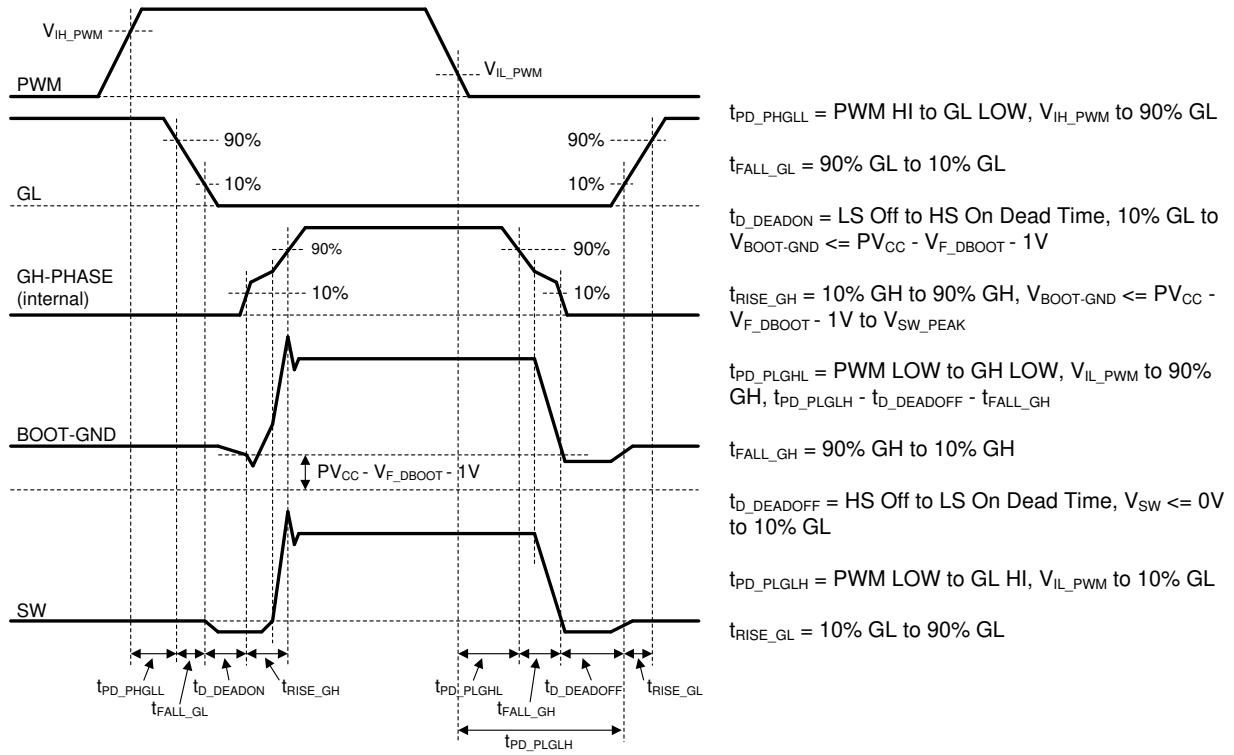 V_IH_PWM
V_IL_PWM
PWM
90%
90%
10%
10%
GL
90%
90%
GH-PHASE
(internal)
10%
10%
BOOT-GND
PV_CC - V_F_DBOOT - 1V
SW
t_PD_PHGLL
t_D_DEADON
t_RISE_GH
t_PD_PLGHL
t_D_DEADOFF
t_RISE_GL
t_FALL_GL
t_FALL_GH
t_PD_PLGLH
t_PD_PHGLL = PWM HI to GL LOW, V_IH_PWM to 90% GL
t_FALL_GL = 90% GL to 10% GL
t_D_DEADON = LS Off to HS On Dead Time, 10% GL to
V_BOOT-GND <= PV_CC - V_F_DBOOT - 1V
t_RISE_GH = 10% GH to 90% GH, V_BOOT-GND <= PV_CC -
V_F_DBOOT - 1V to V_SW_PEAK
t_PD_PLGHL = PWM LOW to GH LOW, V_IL_PWM to 90%
GH, t_PD_PLGLH - t_D_DEADOFF - t_FALL_GH
t_FALL_GH = 90% GH to 10% GH
t_D_DEADOFF = HS Off to LS On Dead Time, V_SW <= 0V
to 10% GL
t_PD_PLGLH = PWM LOW to GL HI, V_IL_PWM to 10% GL
t_RISE_GL = 10% GL to 90% GL